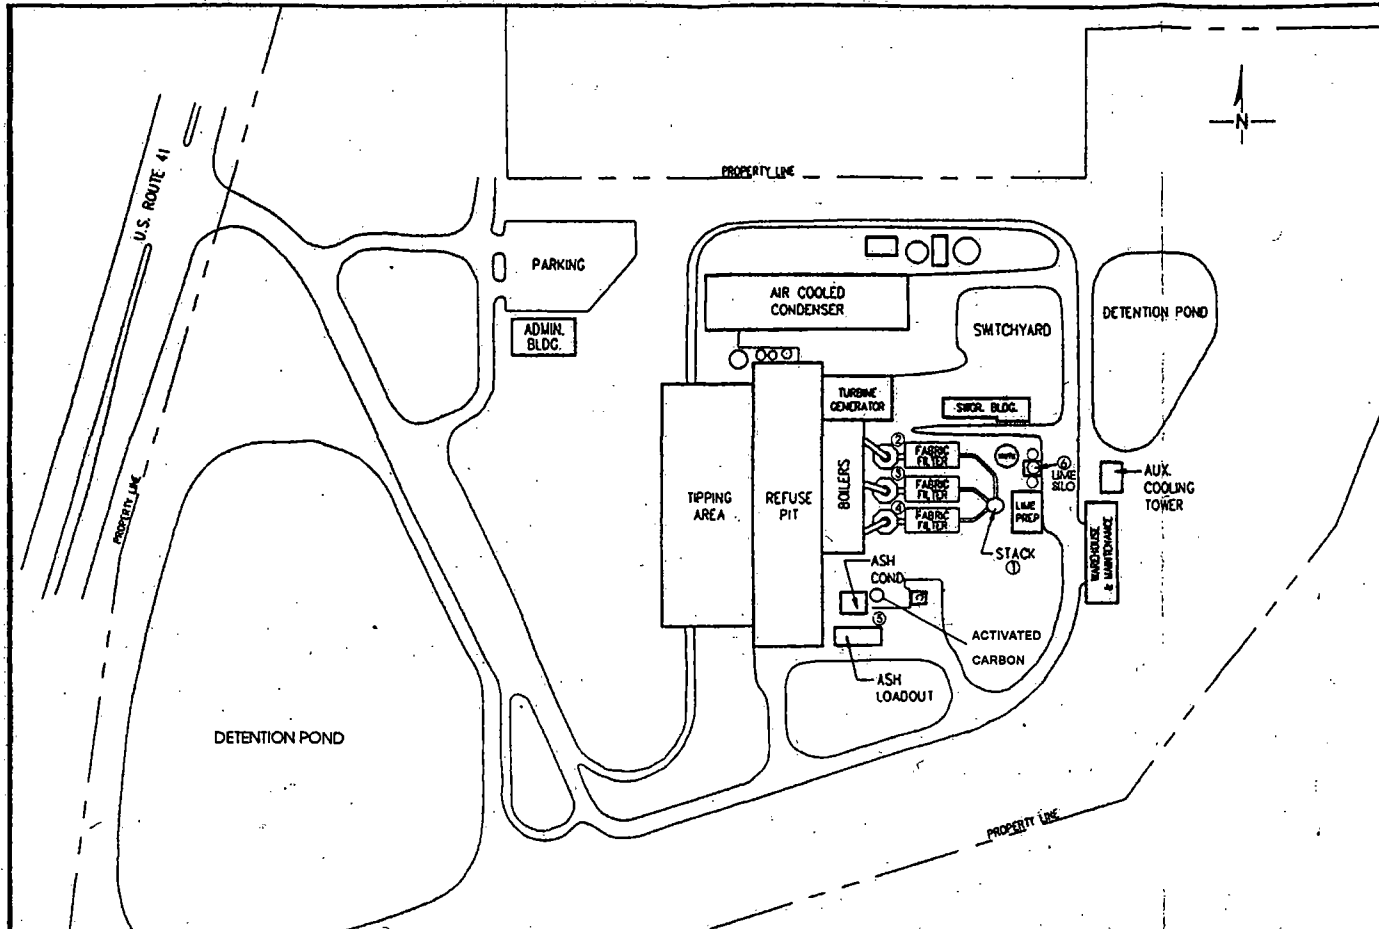 N
U.S. ROUTE 41
PROPERTY LINE
PARKING
ADMIN.
BLDG.
AIR COOLED
CONDENSER
SWITCHYARD
DETENTION POND
TURBINE
GENERATOR
SWGR. BLDG.
TIPPING
AREA
REFUSE
PIT
BOILERS
2
FABRIC
FILTER
3
FABRIC
FILTER
4
FABRIC
FILTER
6
LIME
SILO
LIME
PREP
AUX.
COOLING
TOWER
STACK
1
WAREHOUSE
& MAINTENANCE
PROPERTY LINE
ASH
COND
5
ACTIVATED
CARBON
ASH
LOADOUT
DETENTION POND
PROPERTY LINE